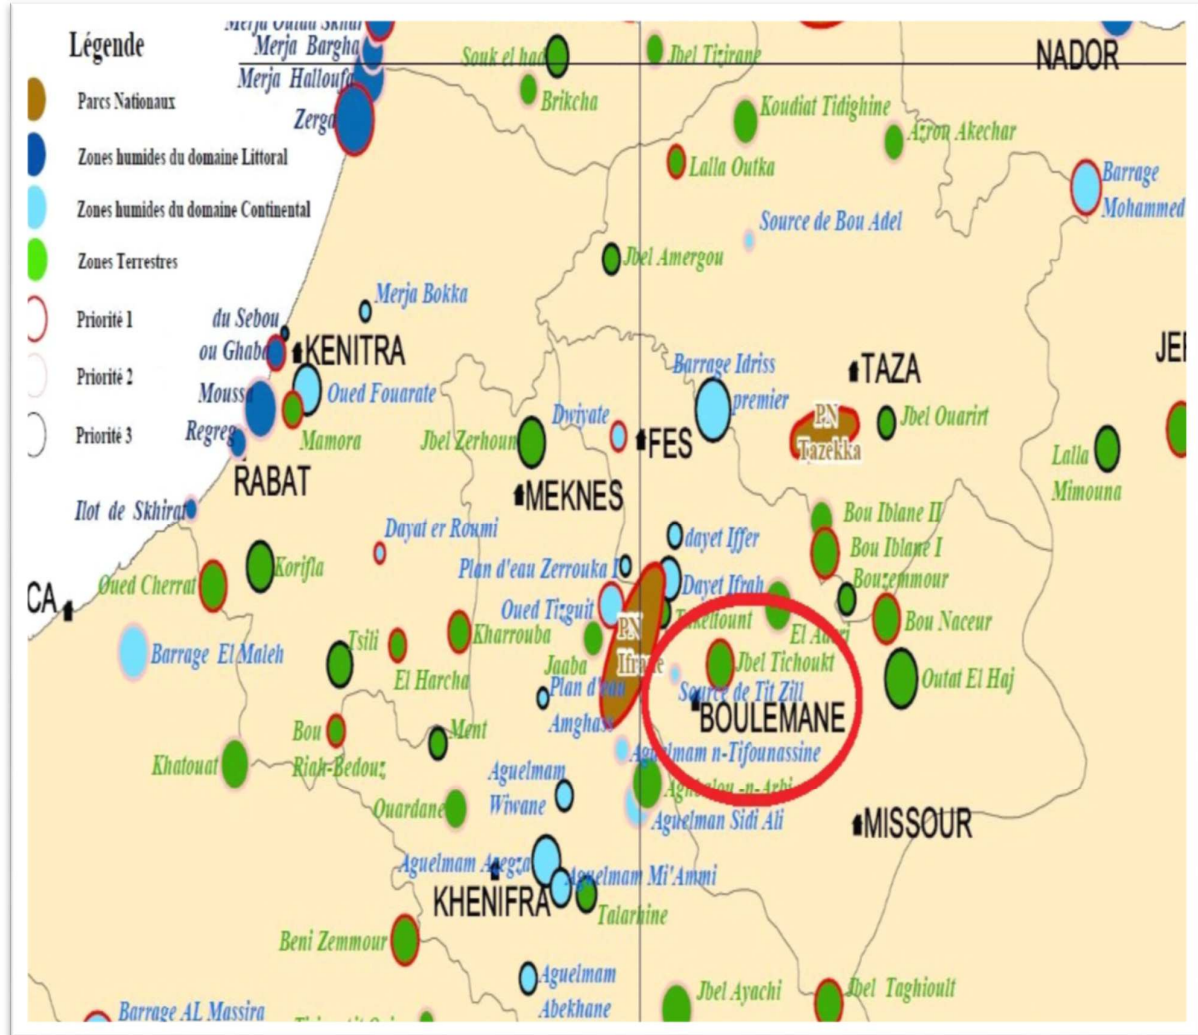 Légende
Parcs Nationaux
Zones humides du domaine Littoral
Zones humides du domaine Continental
Zones Terrestres
Priorité 1
Priorité 2
Priorité 3
Merja Bargha
Merja Halloufa
Zerga
Souk el had
Brikcha
Jbel Tizirane
NADOR
Koudiat Tidighine
Azrou Akechar
Lalla Outka
Barrage
Mohammed
Source de Bou Adel
Jbel Amergou
Merja Bokka
du Sebou
ou Ghaba
KENITRA
Moussa
Oued Fouarate
Regreg
Mamora
RABAT
Ilot de Skhirat
Barrage Idriss
premier
TAZA
Dwiyate
FES
PN
Tazekka
Jbel Ouarirt
Jbel Zerhoun
MEKNES
Lalla
Mimouna
Dayat er Roumi
dayet Iffer
Bou Iblane II
Bou Iblane I
Plan d'eau Zerrouka I
Dayet Ifrah
Bouzemmour
Oued Cherrat
Korifla
CA
Oued Tizguit
Takeltount
El Aderj
Bou Naceur
PN
Ifrane
Barrage El Maleh
Tsili
Kharrouba
El Harcha
Jaaba
Jbel Tichoukt
Source de Tit Zill
Outat El Haj
Plan d'eau
Amghass
BOULEMANE
Bou
Riah-Bedouz
Ment
Khatouat
Aguelmam n-Tifounassine
Aghbalou -n-Arbi
Aguelmam
Wiwane
Ouardane
Aguelman Sidi Ali
MISSOUR
Aguelmam Azegza
Aguelmam Mi'Ammi
KHENIFRA
Talarhine
Beni Zemmour
Aguelmam
Abekhane
Jbel Ayachi
Jbel Taghioult
Barrage AL Massira